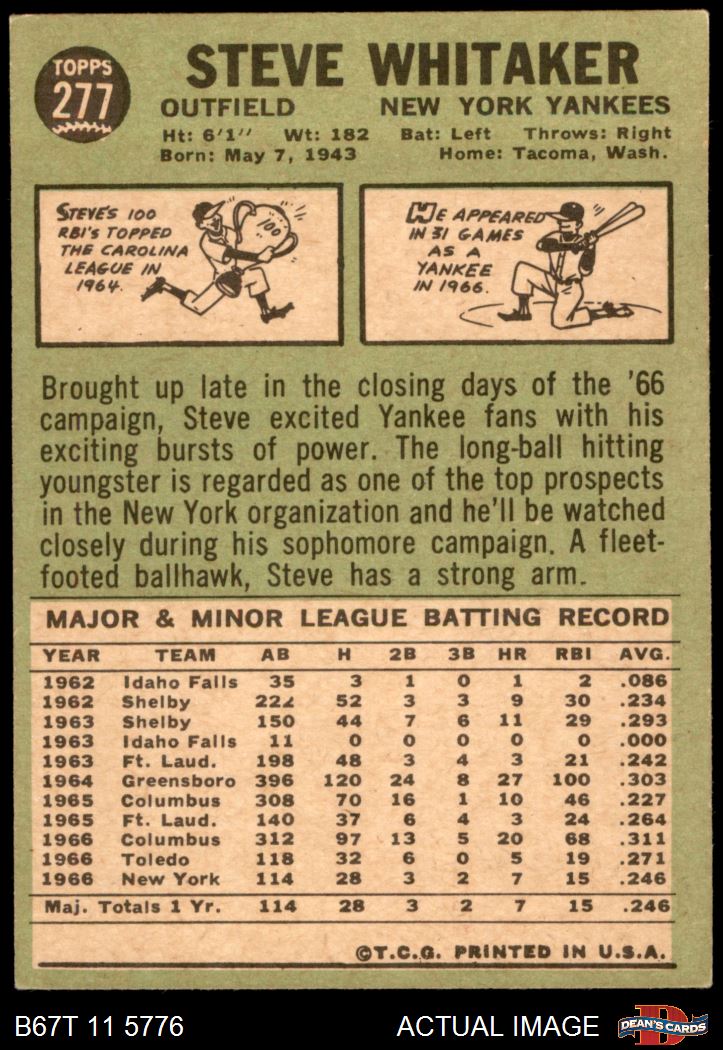 TOPPS
277
STEVE WHITAKER
OUTFIELD NEW YORK YANKEES
Ht: 6'1" Wt: 182 Bat: Left Throws: Right
Born: May 7, 1943 Home: Tacoma, Wash.
STEVE'S 100
RBI'S TOPPED
THE CAROLINA
LEAGUE IN
1964.
100
HE APPEARED
IN 31 GAMES
AS A
YANKEE
IN 1966.
Brought up late in the closing days of the '66
campaign, Steve excited Yankee fans with his
exciting bursts of power. The long-ball hitting
youngster is regarded as one of the top prospects
in the New York organization and he'll be watched
closely during his sophomore campaign. A fleet-
footed ballhawk, Steve has a strong arm.
MAJOR & MINOR LEAGUE BATTING RECORD
YEAR TEAM AB H 2B 3B HR RBI AVG.
1962 Idaho Falls 35 3 1 0 1 2 .086
1962 Shelby 222 52 3 3 9 30 .234
1963 Shelby 150 44 7 6 11 29 .293
1963 Idaho Falls 11 0 0 0 0 0 .000
1963 Ft. Laud. 198 48 3 4 3 21 .242
1964 Greensboro 396 120 24 8 27 100 .303
1965 Columbus 308 70 16 1 10 46 .227
1965 Ft. Laud. 140 37 6 4 3 24 .264
1966 Columbus 312 97 13 5 20 68 .311
1966 Toledo 118 32 6 0 5 19 .271
1966 New York 114 28 3 2 7 15 .246
Maj. Totals 1 Yr. 114 28 3 2 7 15 .246
©T.C.G. PRINTED IN U.S.A.
B67T 11 5776 ACTUAL IMAGE
D
DEAN'S CARDS